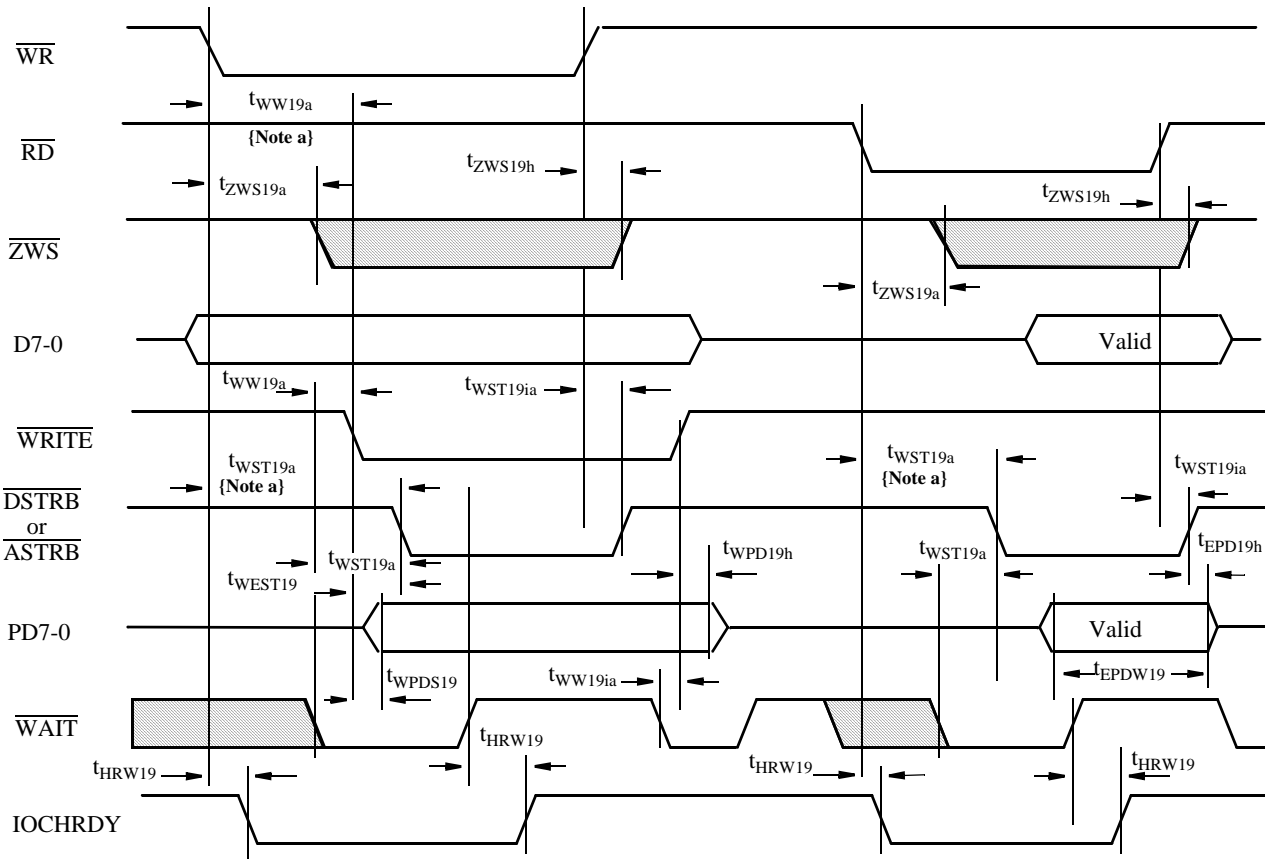 WR
tWW19a
{Note a}
RD
tZWS19h
tZWS19a
tZWS19h
ZWS
tZWS19a
D7-0
Valid
tWW19a
tWST19ia
WRITE
tWST19a
{Note a}
tWST19a
{Note a}
tWST19ia
DSTRB
or
ASTRB
tWPD19h
tWST19a
tEPD19h
tWST19a
tWEST19
PD7-0
Valid
tWPDS19
tWW19ia
tEPDW19
WAIT
tHRW19
tHRW19
tHRW19
tHRW19
IOCHRDY